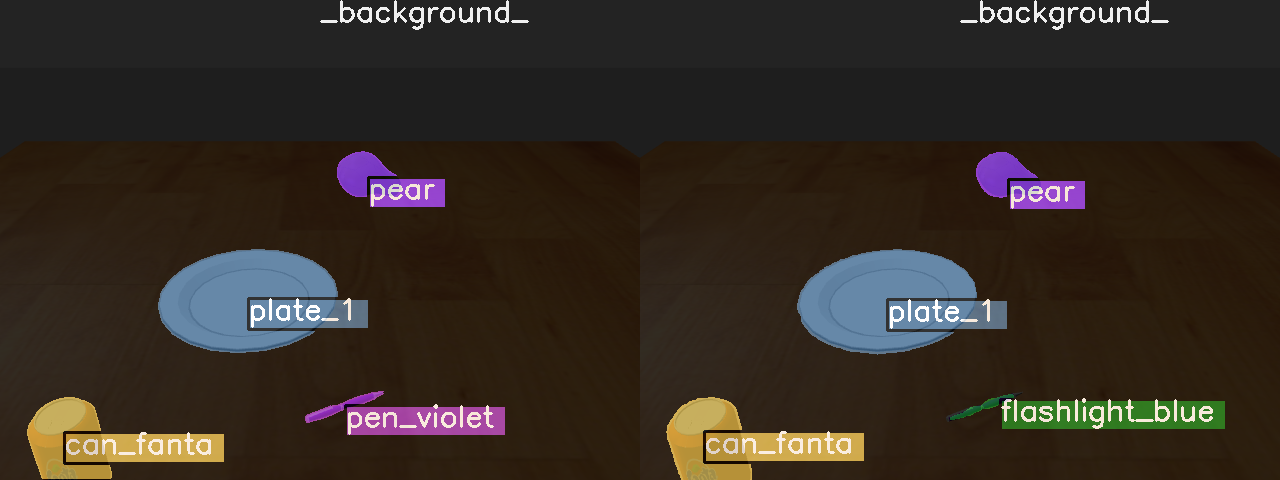 _background_
_background_
pear
pear
plate_1
plate_1
pen_violet
flashlight_blue
can_fanta
can_fanta